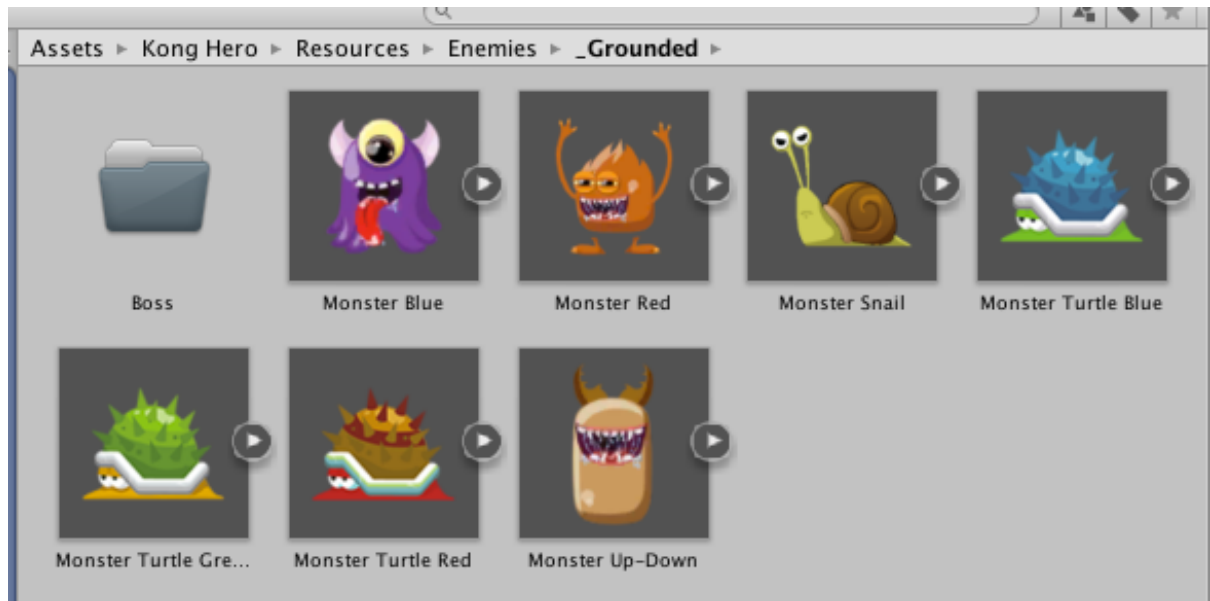 Assets ▸ Kong Hero ▸ Resources ▸ Enemies ▸ _Grounded ▸
Boss
Monster Blue
Monster Red
Monster Snail
Monster Turtle Blue
Monster Turtle Gre...
Monster Turtle Red
Monster Up-Down